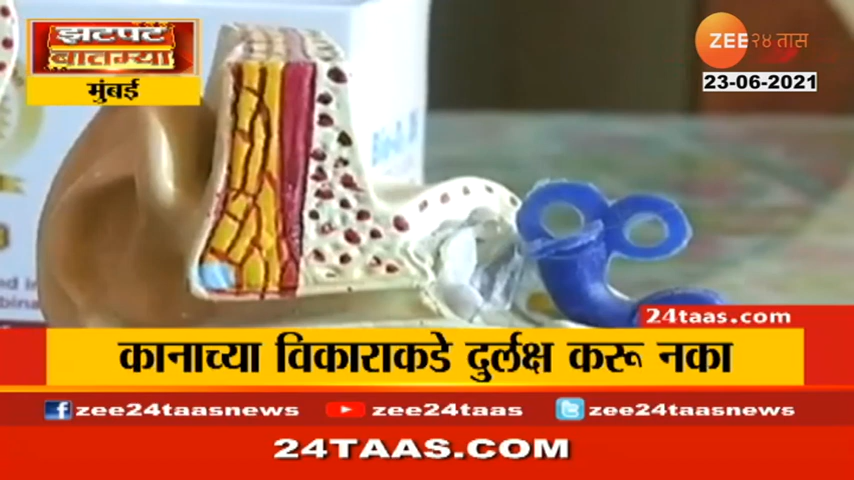 झटपट
बातम्या
मुंबई
ZEE २४ तास
23-06-2021
24taas.com
कानाच्या विकाराकडे दुर्लक्ष करू नका
zee24taasnews
zee24taas
zee24taasnews
24TAAS.COM